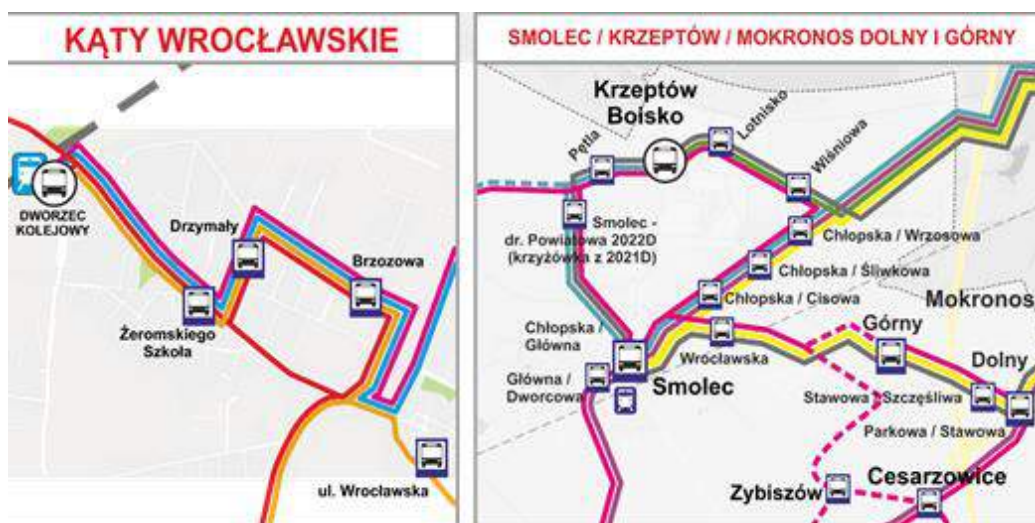 KĄTY WROCŁAWSKIE
DWORZEC
KOLEJOWY
Drzymały
Brzozowa
Żeromskiego
Szkoła
ul. Wrocławska
SMOLEC / KRZEPTÓW / MOKRONOS DOLNY I GÓRNY
Krzeptów
Boisko
Lotnisko
Pętla
Wiśniowa
Smolec -
dr. Powiatowa 2022D
(krzyżówka z 2021D)
Chłopska / Wrzosowa
Chłopska / Śliwkowa
Chłopska / Cisowa
Mokronos
Górny
Dolny
Chłopska /
Główna
Wrocławska
Główna /
Dworcowa
Smolec
Stawowa
Szczęśliwa
Parkowa / Stawowa
Zybiszów
Cesarzowice